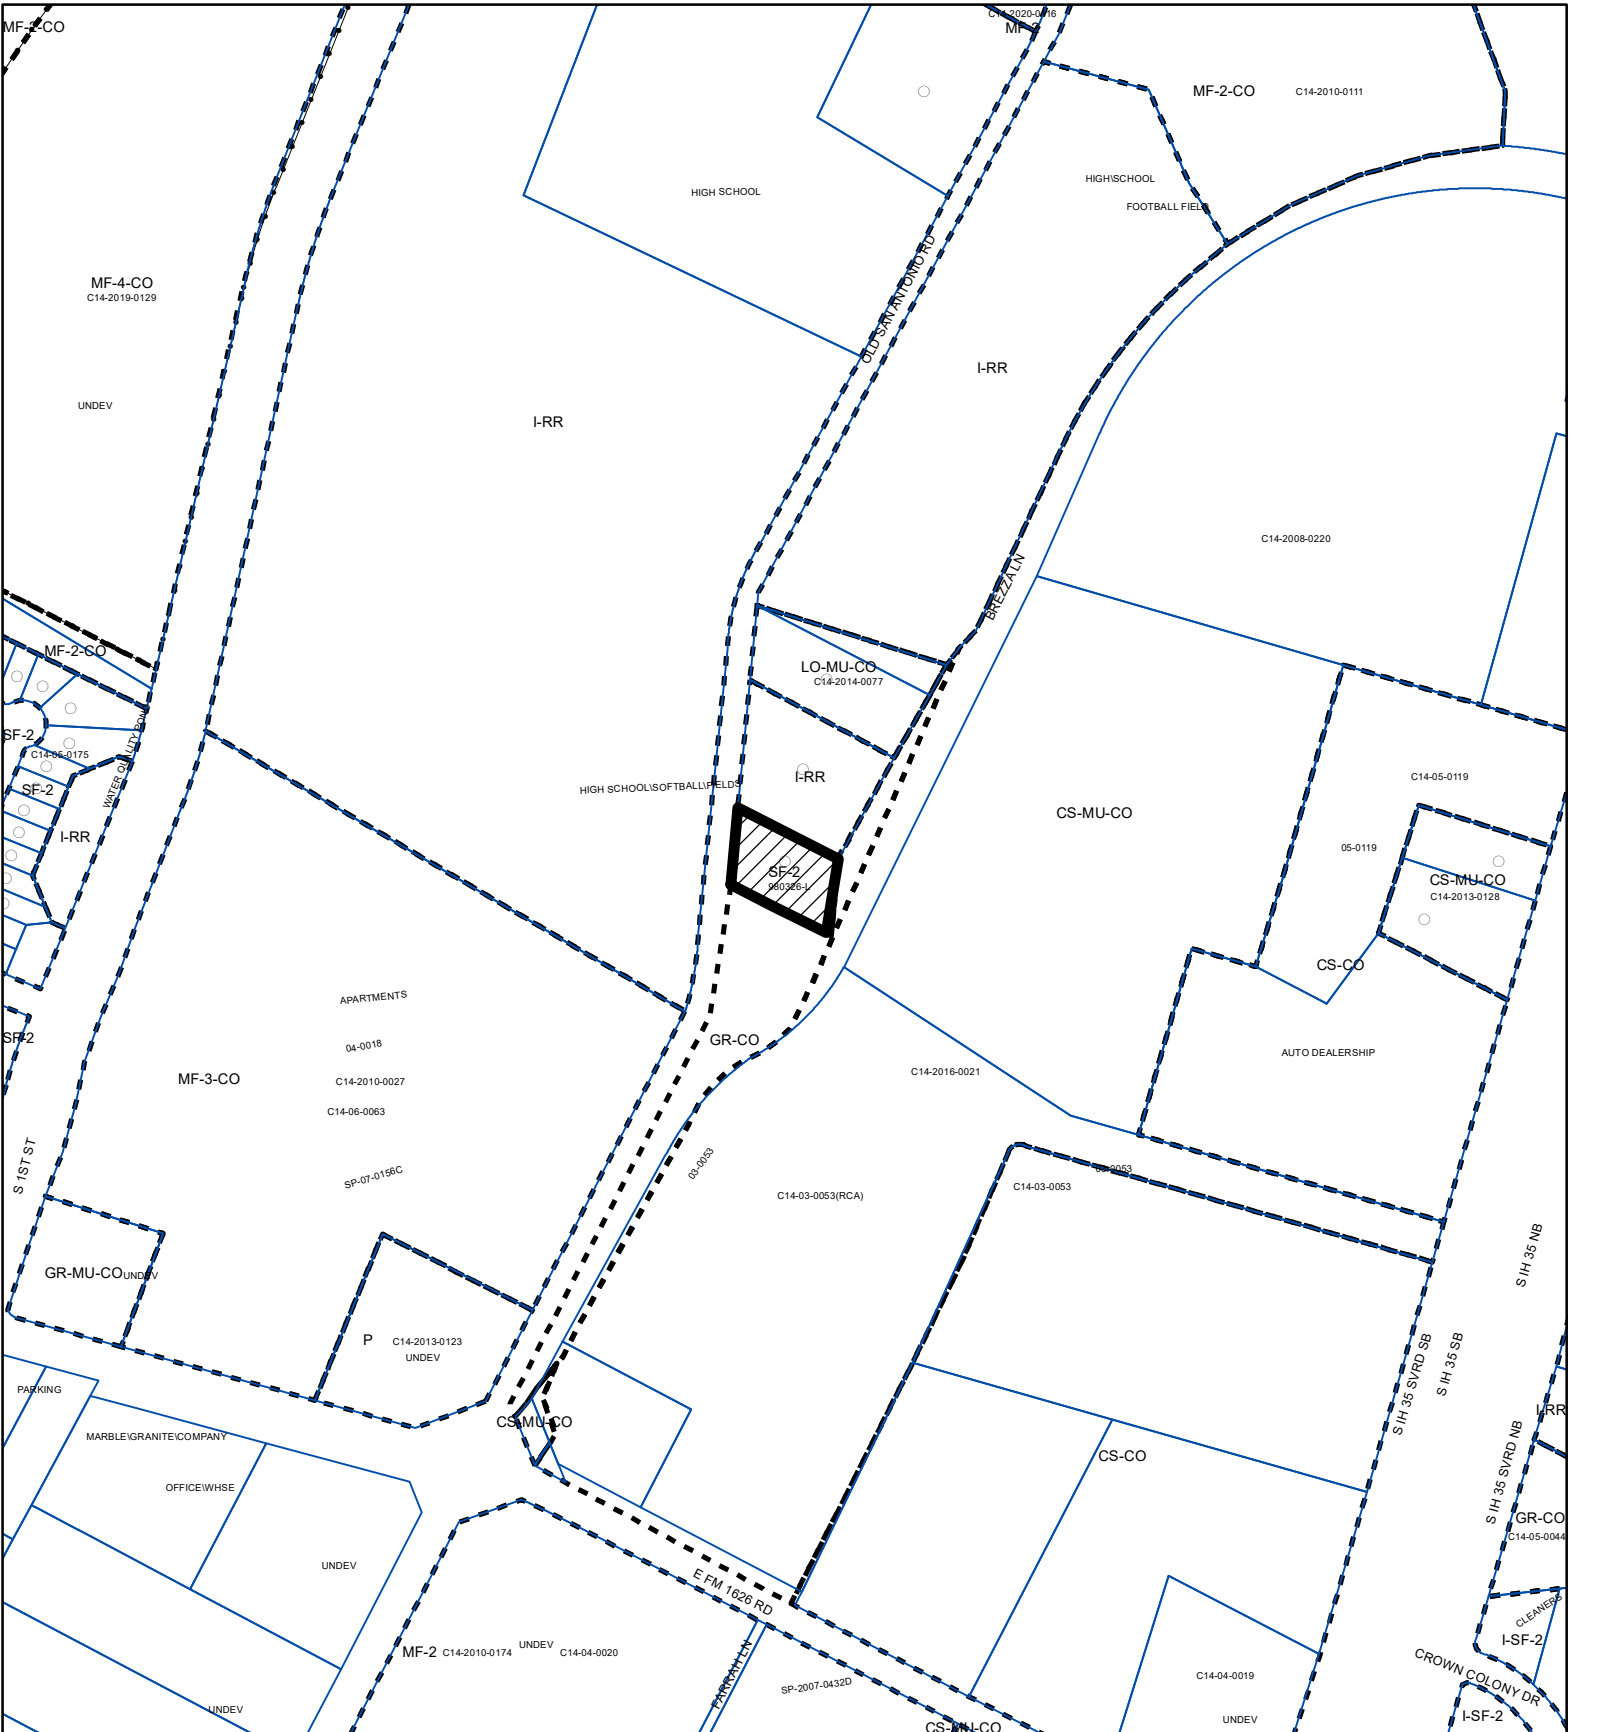 MF-2-CO
C14-2020-0116
MF-2
MF-2-CO
C14-2010-0111
HIGH SCHOOL
HIGH\SCHOOL
FOOTBALL FIELD
OLD SAN ANTONIO RD
MF-4-CO
C14-2019-0129
UNDEV
I-RR
I-RR
C14-2008-0220
BREZZA LN
MF-2-CO
LO-MU-CO
C14-2014-0077
SF-2
C14-05-0175
SF-2
WATER QUALITY POND
I-RR
HIGH SCHOOL\SOFTBALL\FIELDS
I-RR
CS-MU-CO
C14-05-0119
05-0119
CS-MU-CO
C14-2013-0128
SF-2
980326-L
CS-CO
APARTMENTS
SF-2
04-0018
GR-CO
AUTO DEALERSHIP
MF-3-CO
C14-2010-0027
C14-2016-0021
C14-06-0063
S 1ST ST
SP-07-0156C
03-0053
C14-03-0053(RCA)
03-0053
C14-03-0053
S IH 35 NB
GR-MU-CO
UNDEV
P
C14-2013-0123
UNDEV
S IH 35 SVRD SB
S IH 35 SB
PARKING
CS-MU-CO
I-RR
MARBLE\GRANITE\COMPANY
CS-CO
S IH 35 SVRD NB
OFFICE\WHSE
GR-CO
C14-05-0044
UNDEV
E FM 1626 RD
CLEANERS
MF-2
C14-2010-0174
UNDEV
C14-04-0020
I-SF-2
FARRAH LN
SP-2007-0432D
C14-04-0019
CROWN COLONY DR
UNDEV
UNDEV
I-SF-2
CS-MU-CO